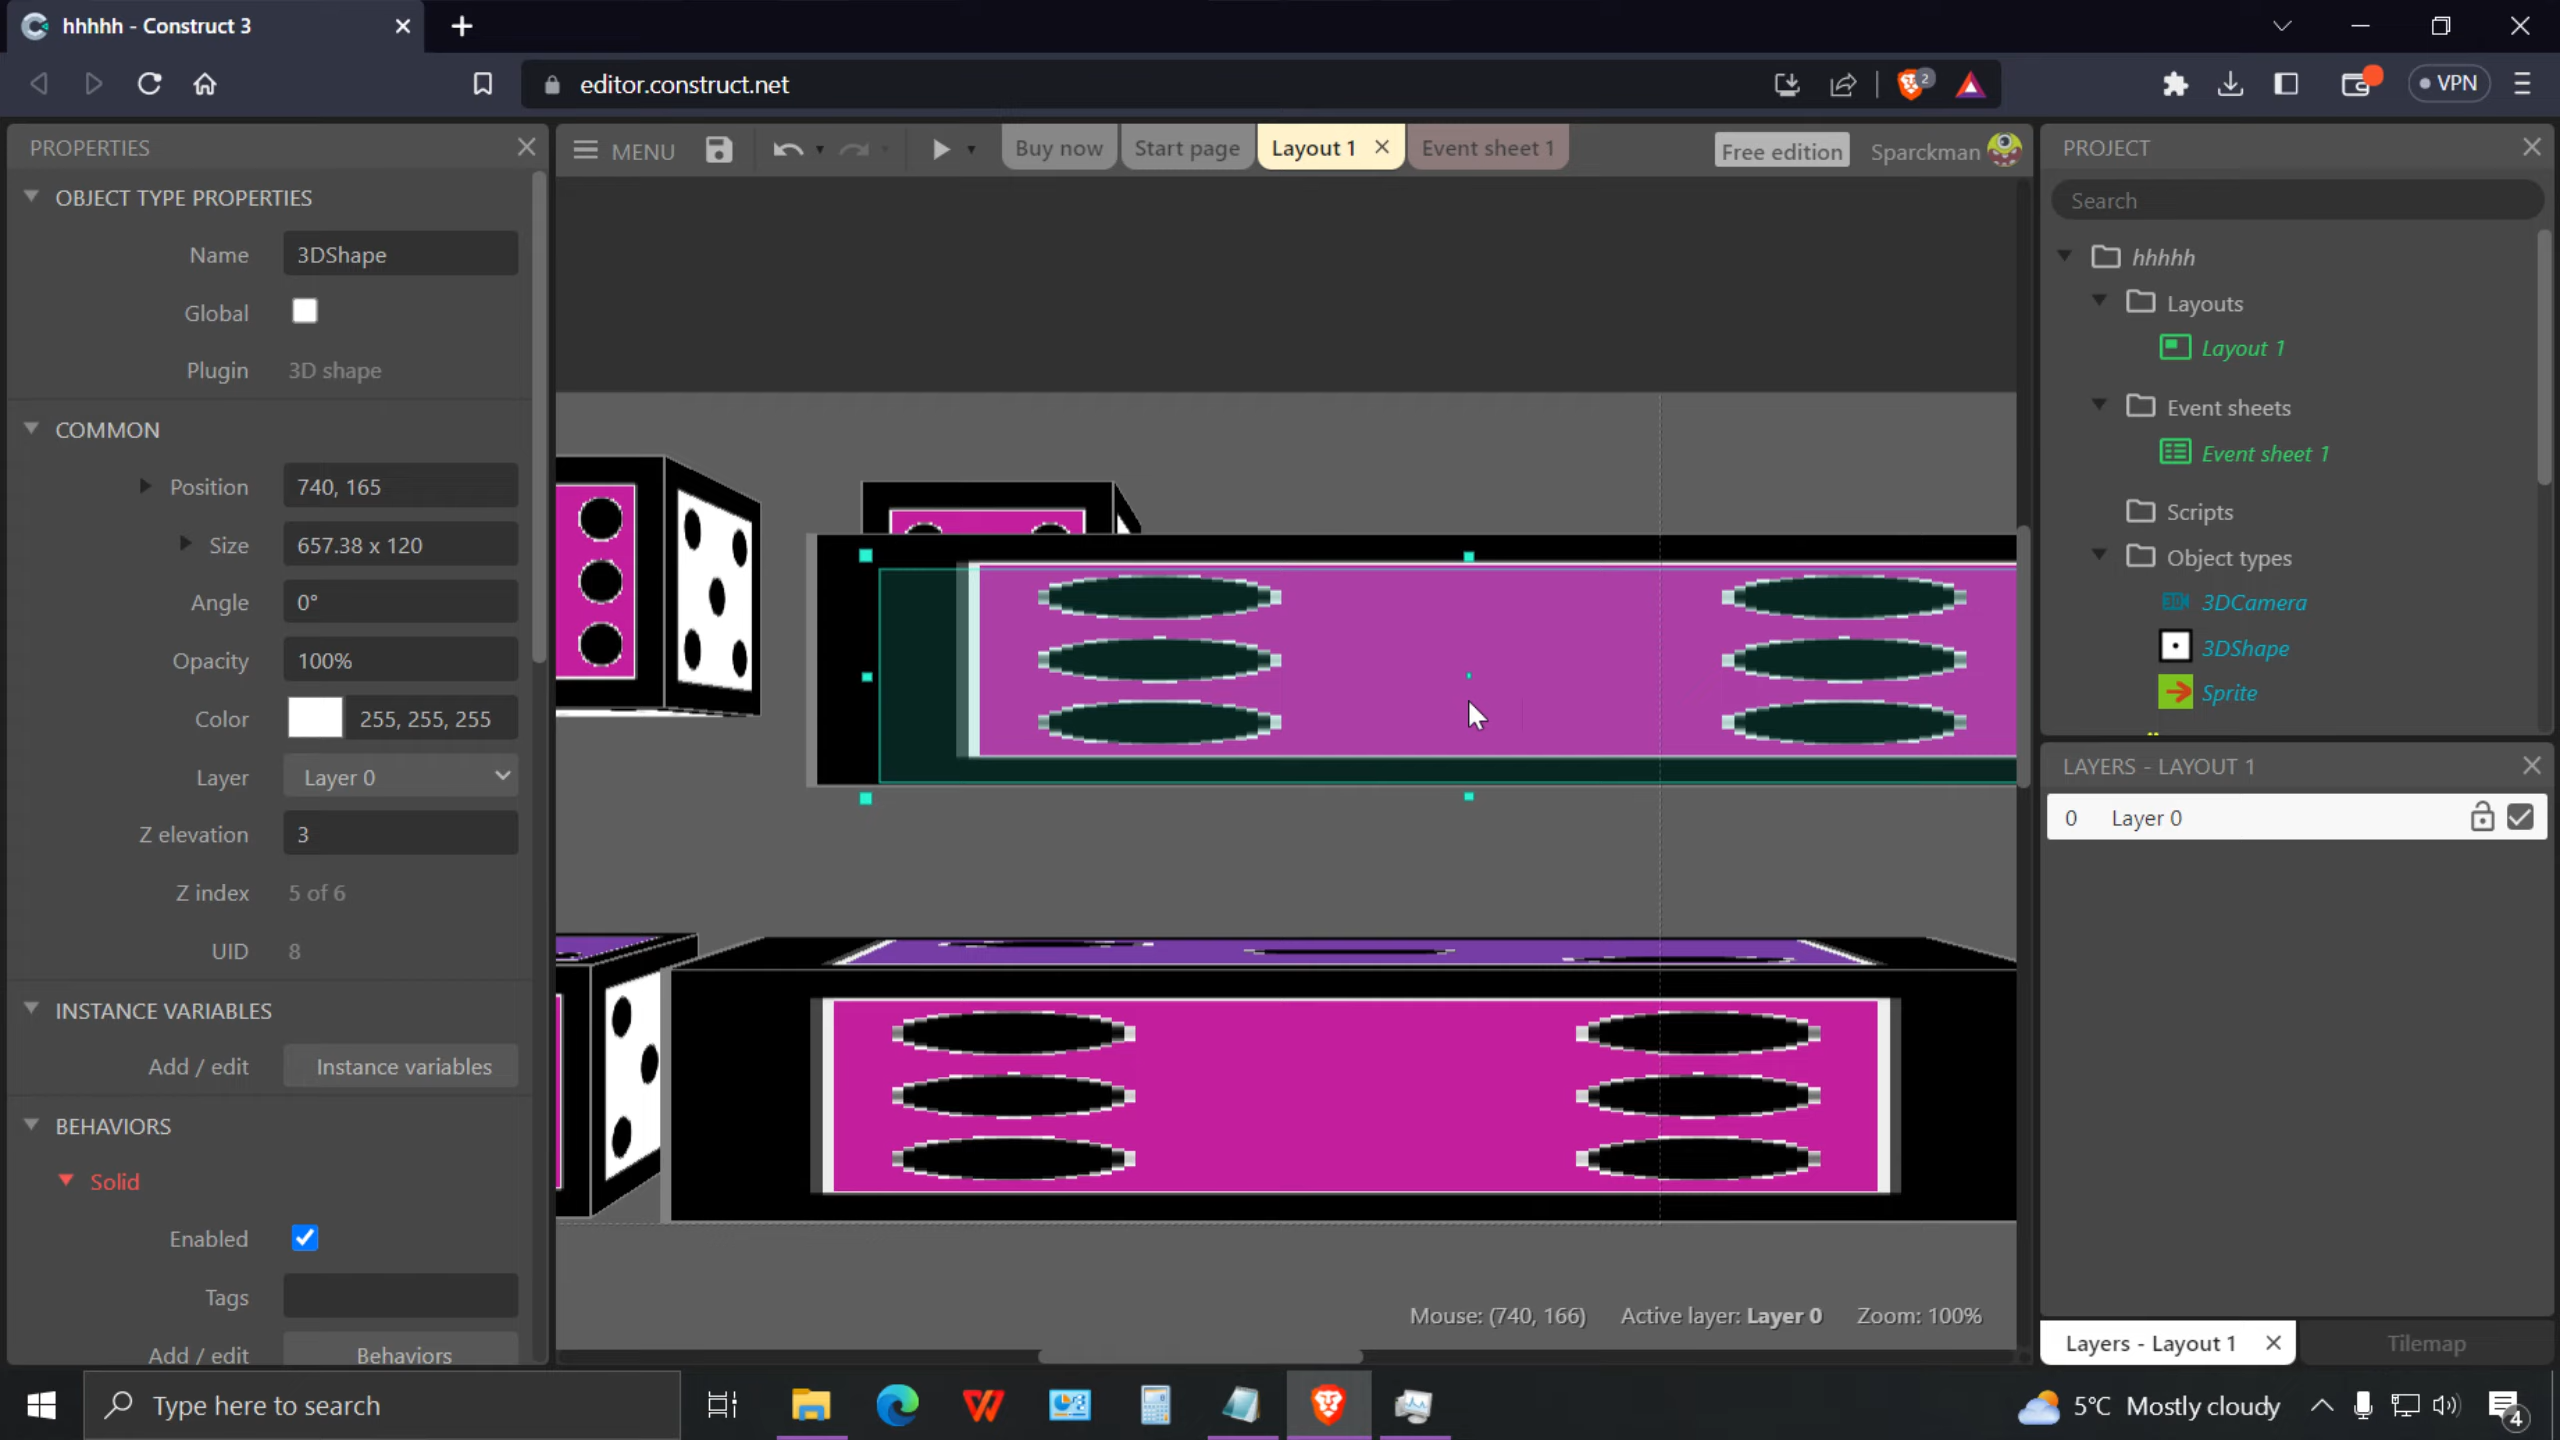 hhhhh - Construct 3
editor.construct.net
2
VPN
PROPERTIES
OBJECT TYPE PROPERTIES
Name 3DShape
Global
Plugin 3D shape
COMMON
Position 740, 165
Size 657.38 x 120
Angle 0°
Opacity 100%
Color 255, 255, 255
Layer Layer 0
Z elevation 3
Z index 5 of 6
UID 8
INSTANCE VARIABLES
Add / edit Instance variables
BEHAVIORS
Solid
Enabled
Tags
Add / edit Behaviors
MENU
Buy now
Start page
Layout 1
Event sheet 1
Free edition
Sparckman
Mouse: (740, 166) Active layer: Layer 0 Zoom: 100%
PROJECT
Search
hhhhh
Layouts
Layout 1
Event sheets
Event sheet 1
Scripts
Object types
3DCamera
3DShape
Sprite
LAYERS - LAYOUT 1
0 Layer 0
Layers - Layout 1
Tilemap
Type here to search
5°C Mostly cloudy
4